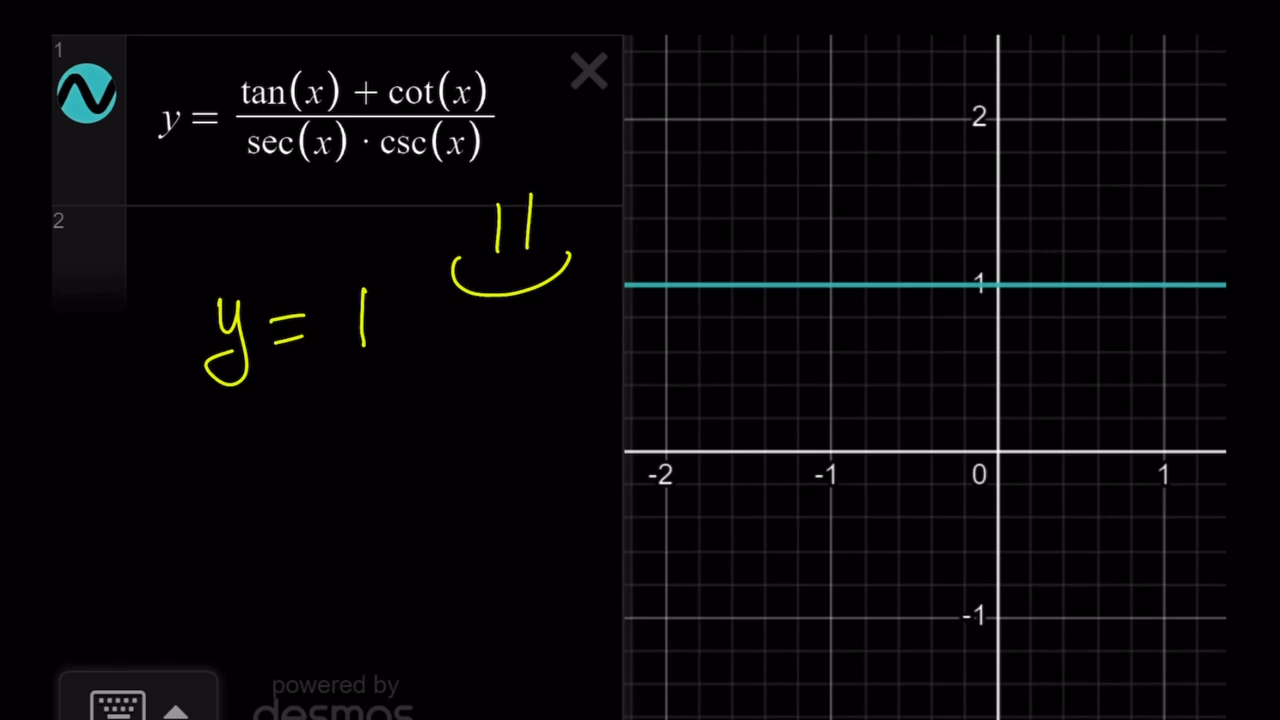 1
y = (tan(x) + cot(x)) / (sec(x) · csc(x))
2
y = 1
2
1
-2 -1 0 1
-1
powered by
desmos